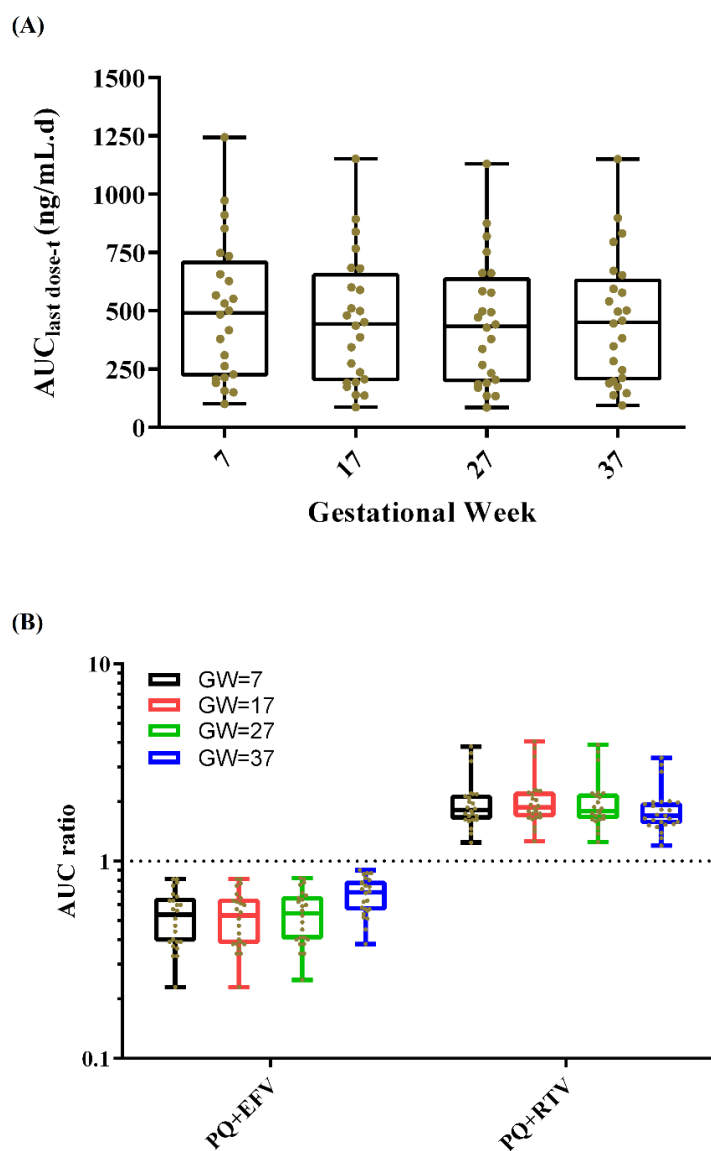 (A)
1500
1250
1000
750
500
250
0
AUClast dose-t (ng/mL.d)
7 17 27 37
Gestational Week
(B)
10
1
0.1
AUC ratio
GW=7
GW=17
GW=27
GW=37
PQ+EFV PQ+RTV